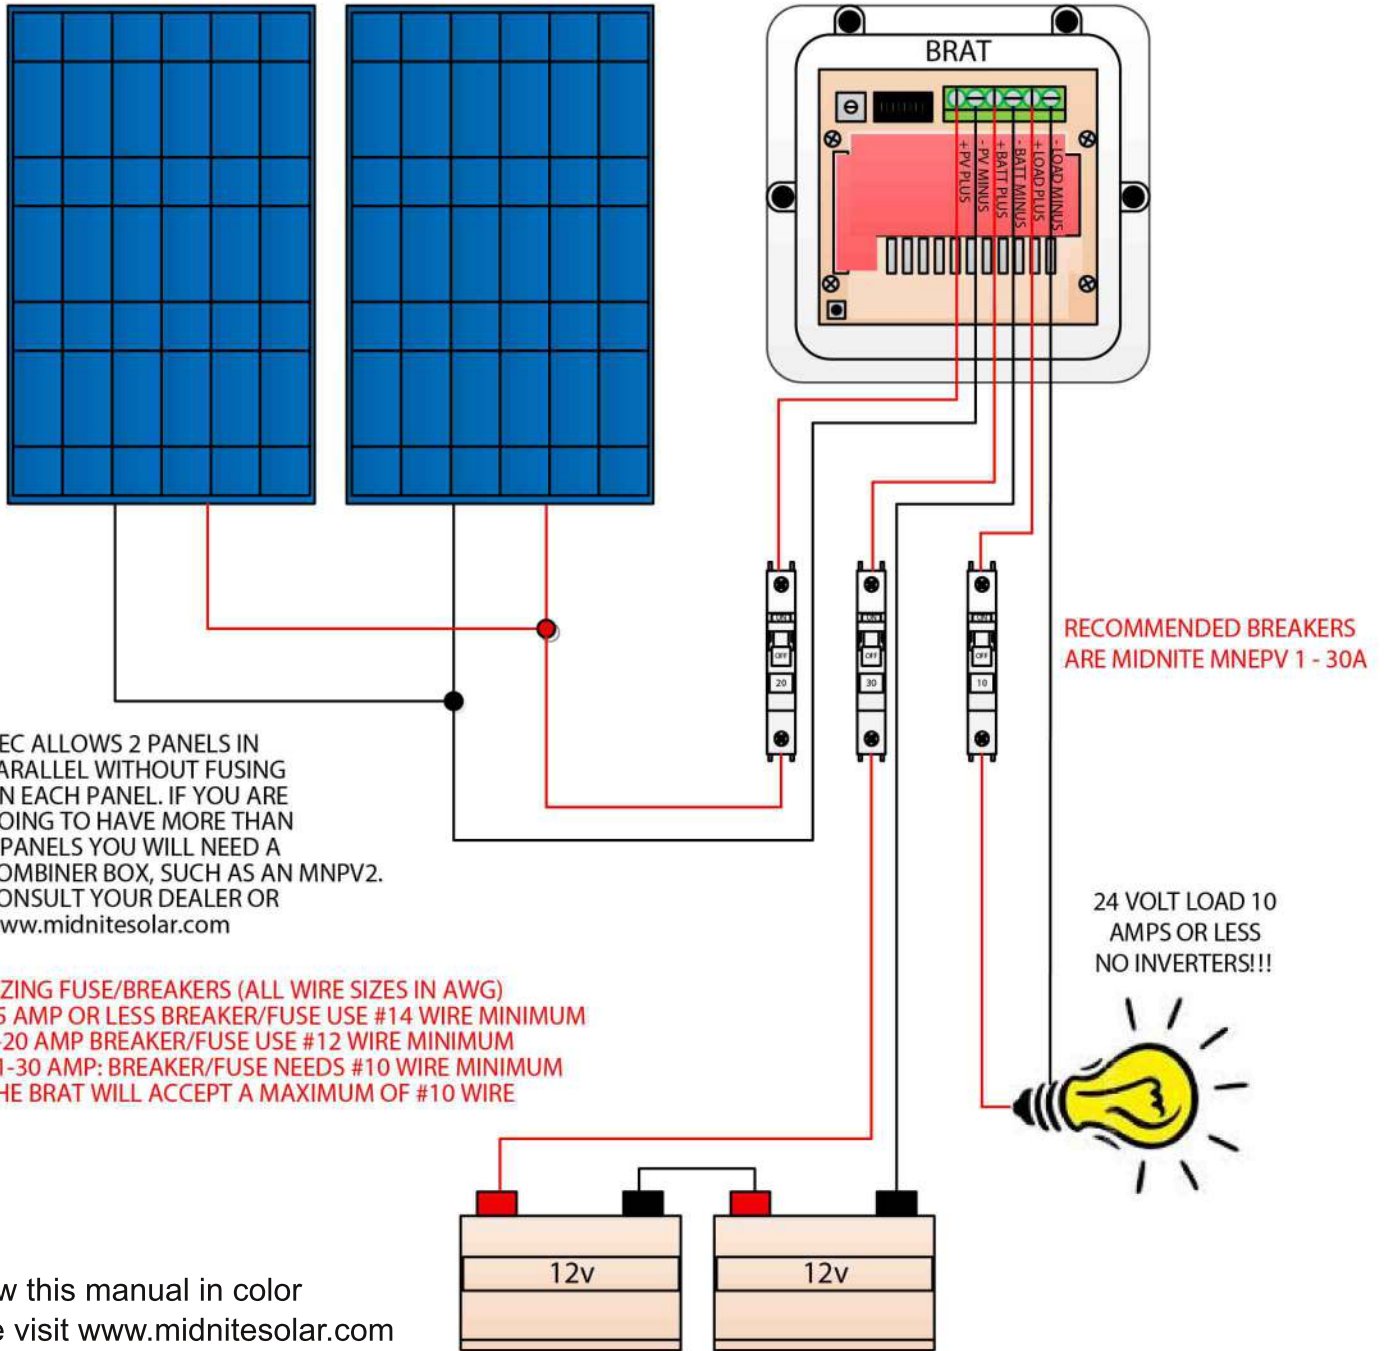 BRAT
+ PV PLUS
- PV MINUS
+ BATT PLUS
- BATT MINUS
+ LOAD PLUS
- LOAD MINUS
ON
OFF
20
ON
OFF
30
ON
OFF
10
RECOMMENDED BREAKERS
ARE MIDNITE MNEPV 1 - 30A
EC ALLOWS 2 PANELS IN
ARALLEL WITHOUT FUSING
N EACH PANEL. IF YOU ARE
OING TO HAVE MORE THAN
PANELS YOU WILL NEED A
OMBINER BOX, SUCH AS AN MNPV2.
ONSULT YOUR DEALER OR
ww.midnitesolar.com
24 VOLT LOAD 10
AMPS OR LESS
NO INVERTERS!!!
ZING FUSE/BREAKERS (ALL WIRE SIZES IN AWG)
5 AMP OR LESS BREAKER/FUSE USE #14 WIRE MINIMUM
-20 AMP BREAKER/FUSE USE #12 WIRE MINIMUM
1-30 AMP: BREAKER/FUSE NEEDS #10 WIRE MINIMUM
HE BRAT WILL ACCEPT A MAXIMUM OF #10 WIRE
12v
12v
w this manual in color
e visit www.midnitesolar.com